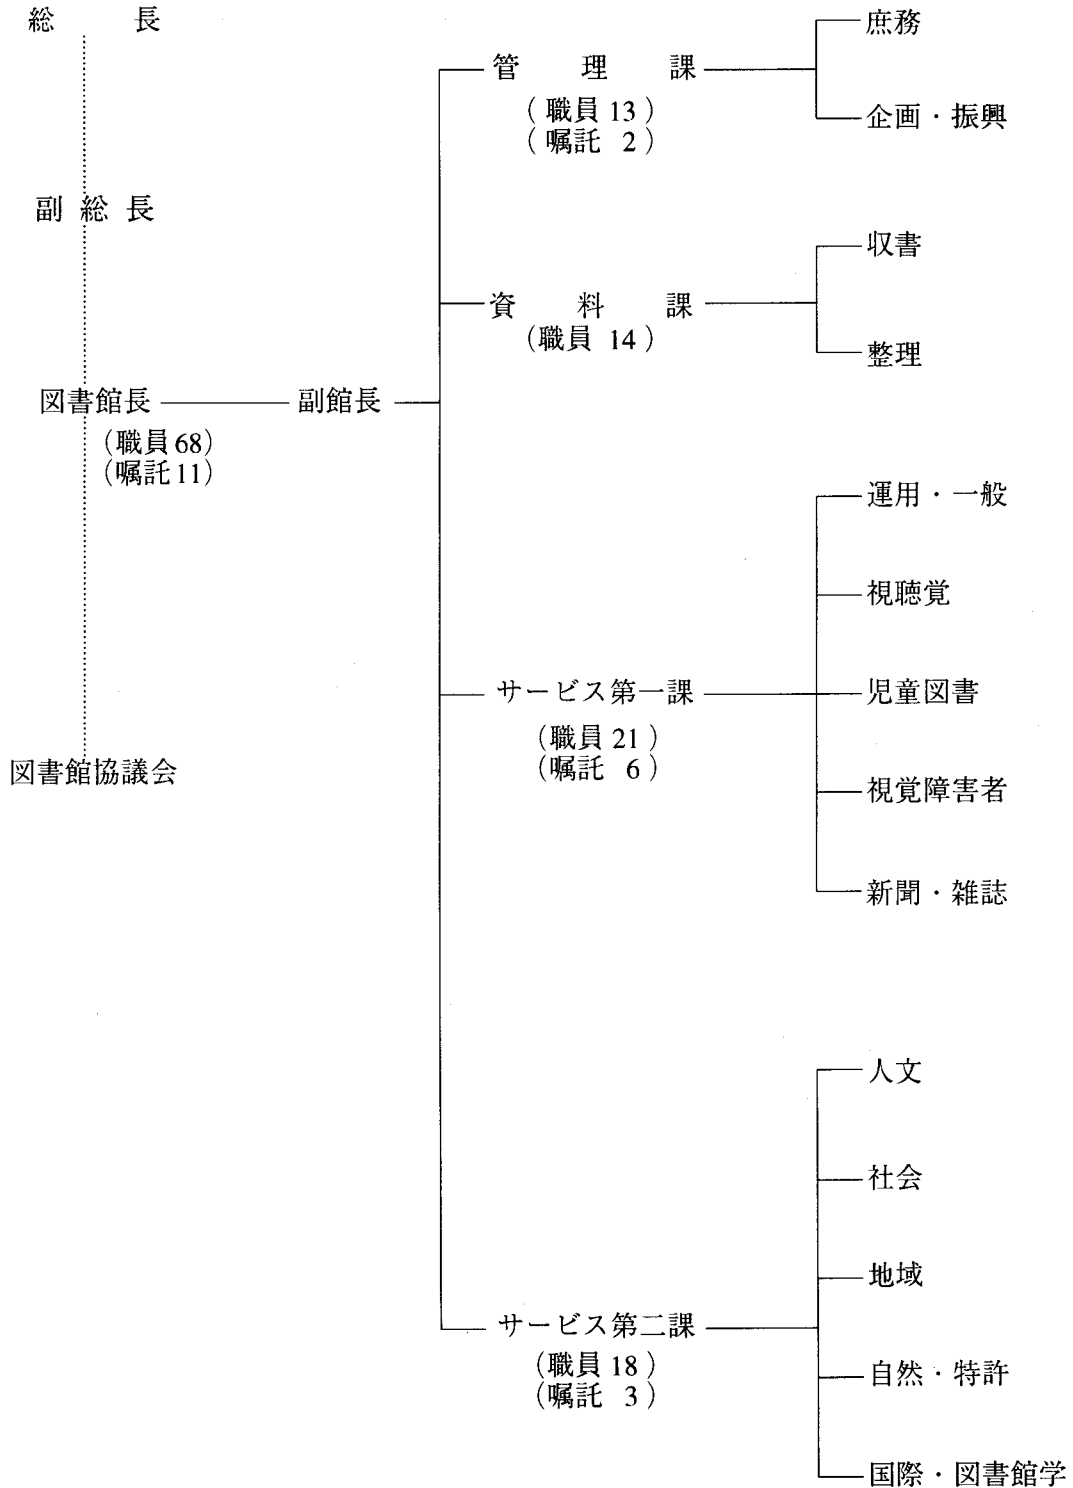 総長
副総長
図書館長
(職員68)
(嘱託11)
図書館協議会
副館長
管理課
(職員13)
(嘱託 2)
庶務
企画・振興
資料課
(職員 14)
収書
整理
サービス第一課
(職員 21)
(嘱託 6)
運用・一般
視聴覚
児童図書
視覚障害者
新聞・雑誌
サービス第二課
(職員 18)
(嘱託 3)
人文
社会
地域
自然・特許
国際・図書館学